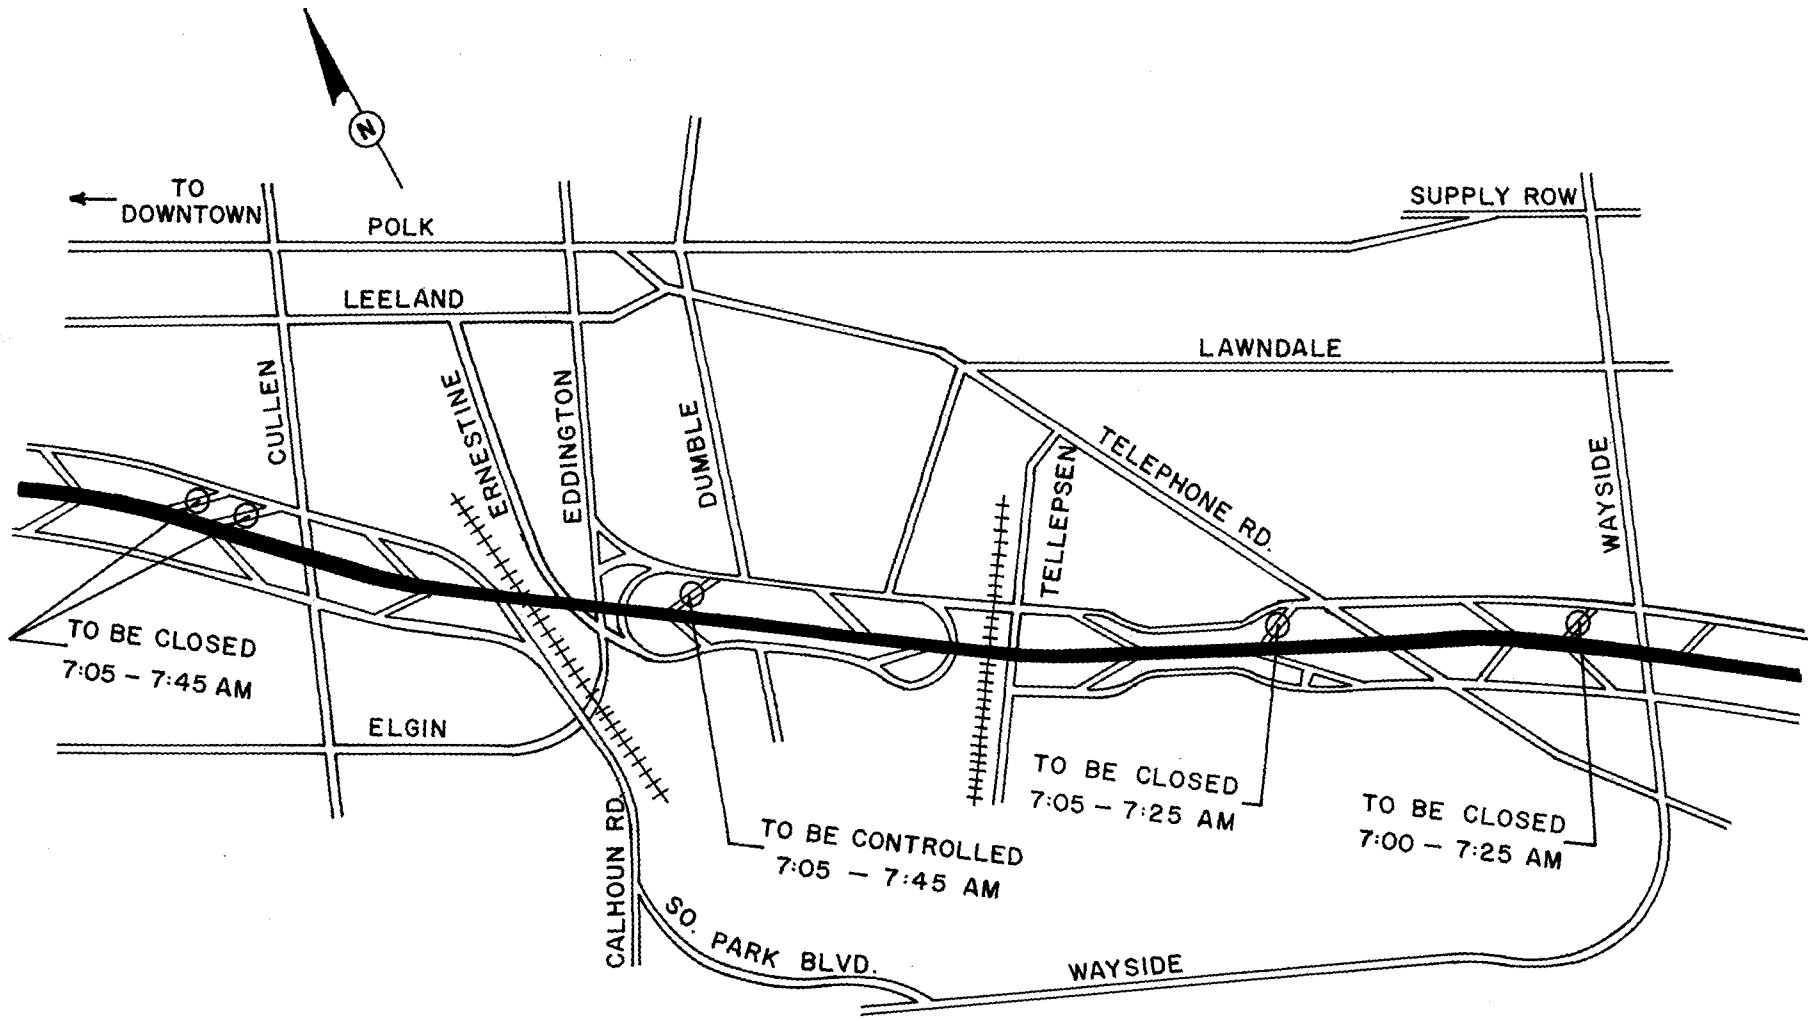 N
TO
DOWNTOWN
SUPPLY ROW
POLK
LEELAND
LAWNDALE
CULLEN
ERNESTINE
EDDINGTON
DUMBLE
TELLEPSEN
TELEPHONE RD.
WAYSIDE
TO BE CLOSED
7:05 - 7:45 AM
ELGIN
TO BE CLOSED
7:05 - 7:25 AM
TO BE CLOSED
7:00 - 7:25 AM
TO BE CONTROLLED
7:05 - 7:45 AM
CALHOUN RD.
SO. PARK BLVD.
WAYSIDE